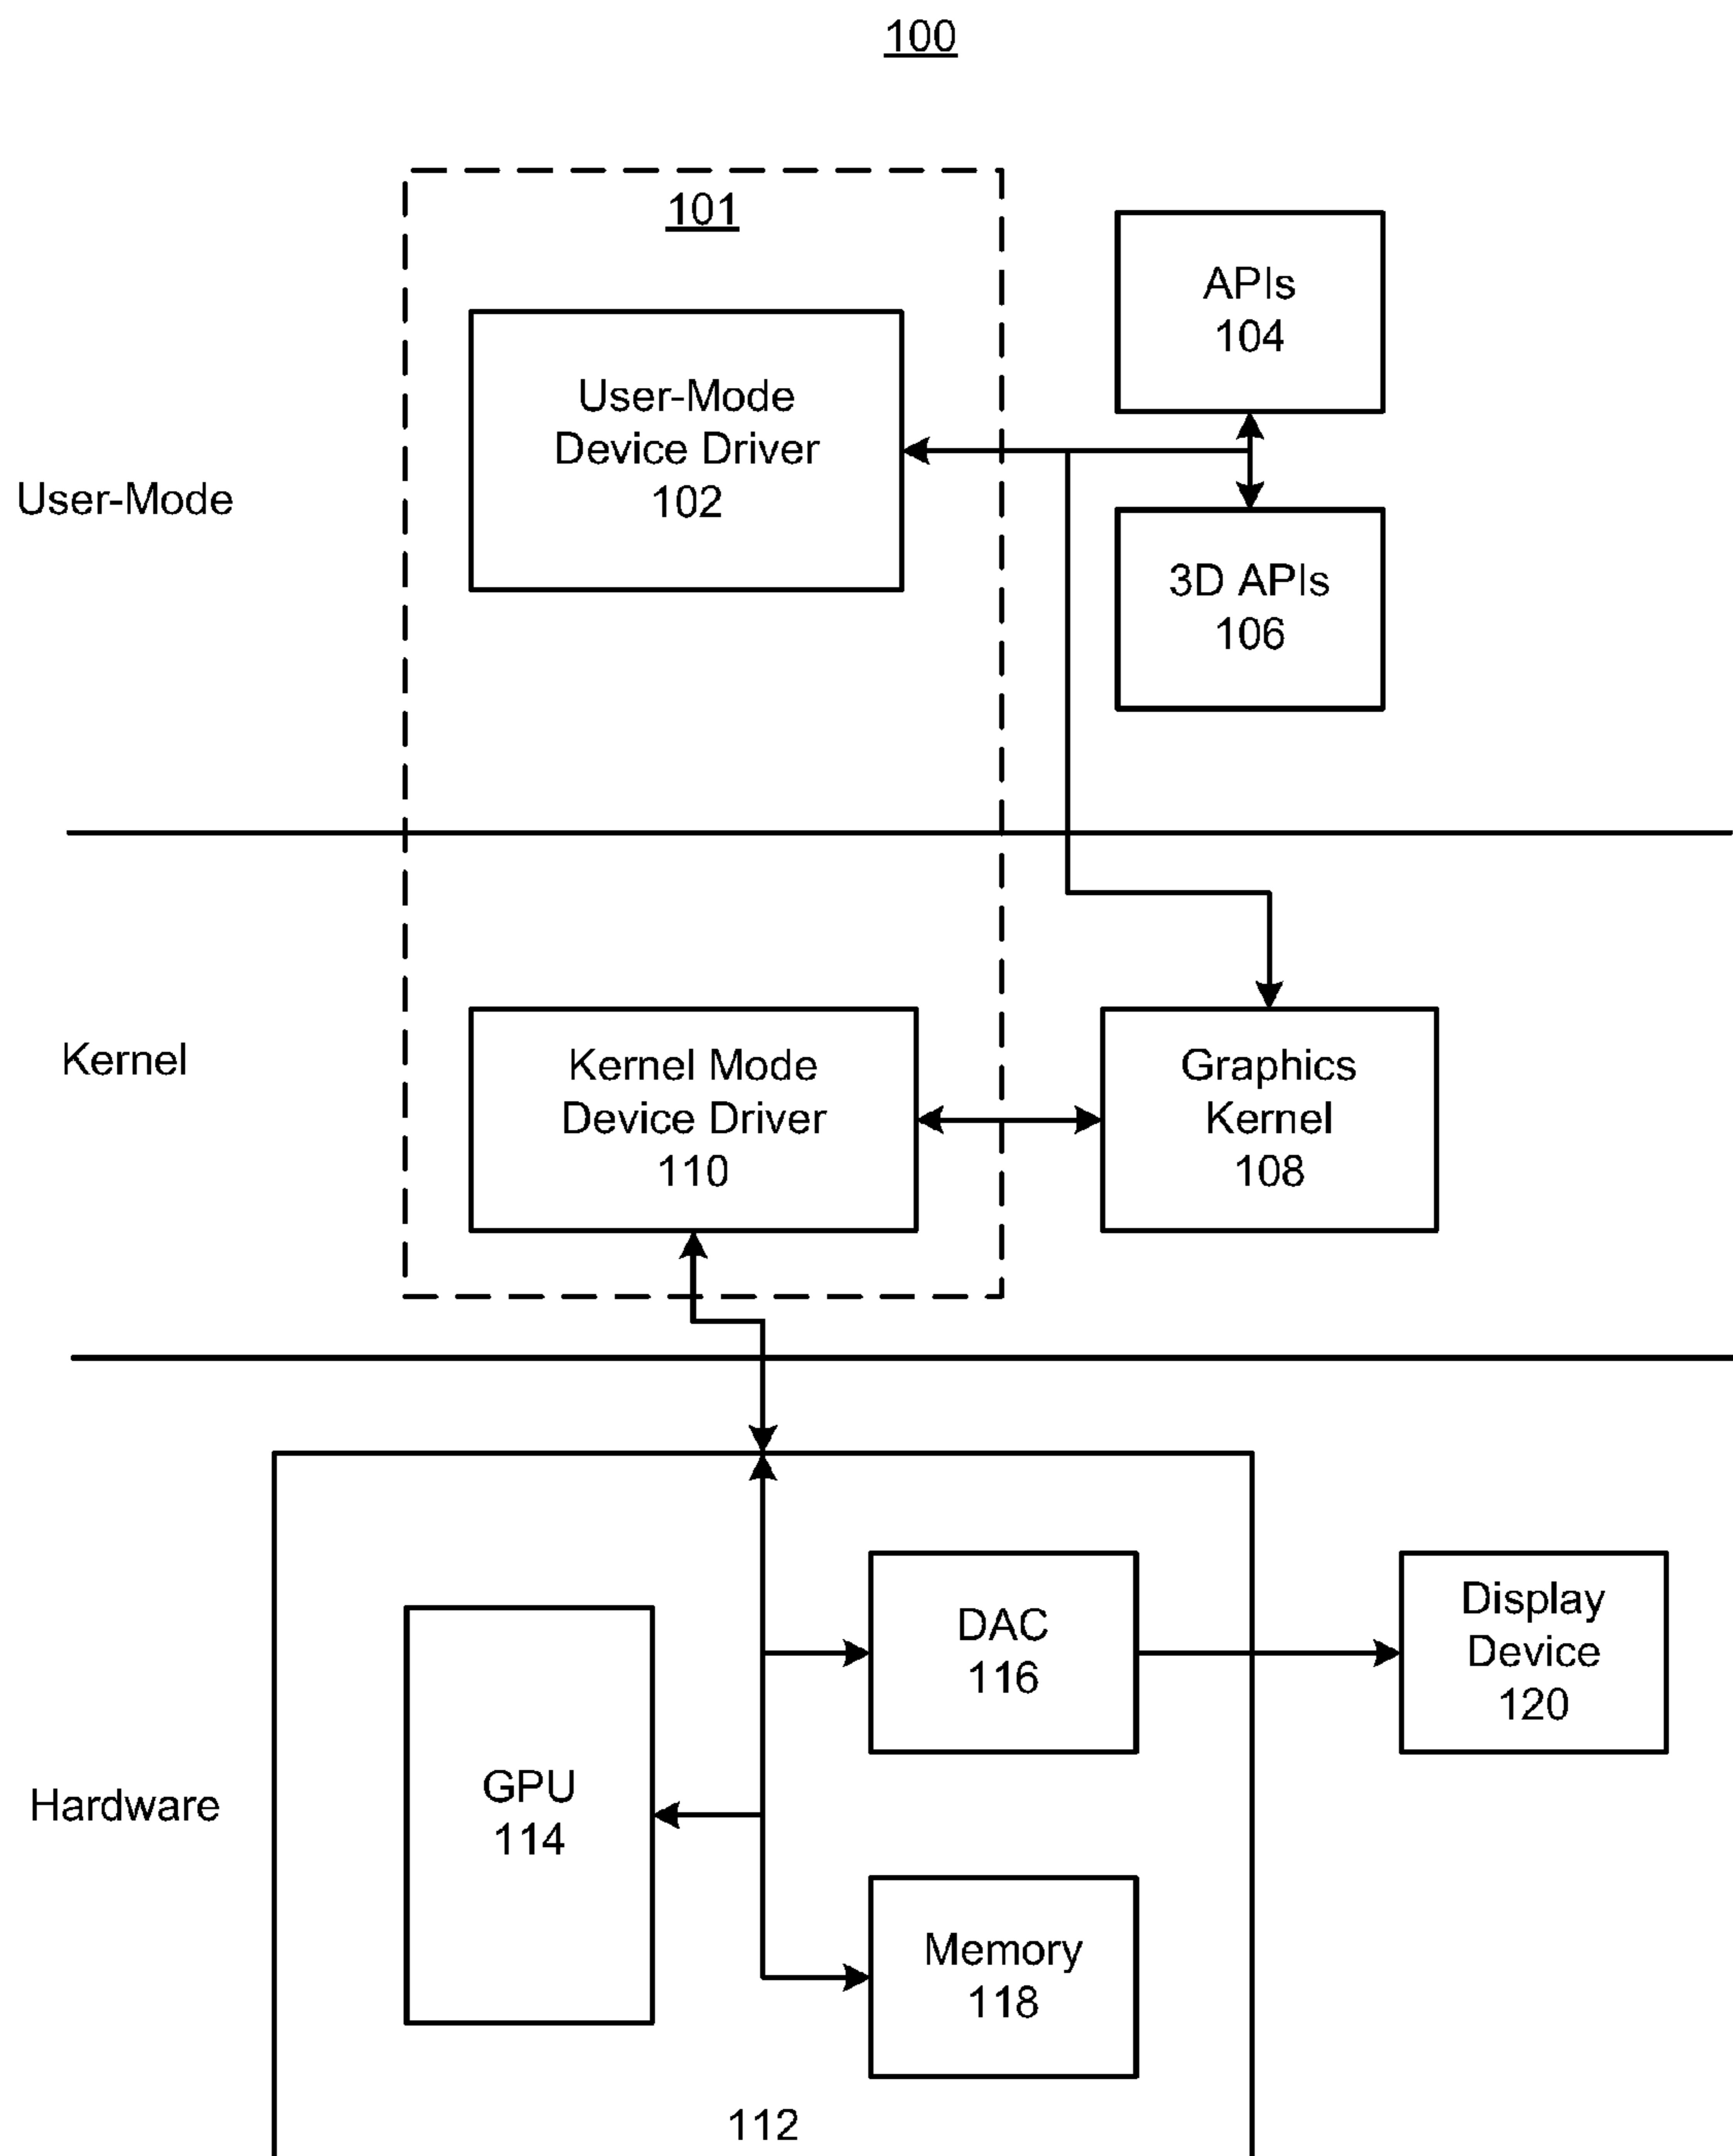 100
101
APIs
104
User-Mode
Device Driver
102
User-Mode
3D APIs
106
Kernel
Kernel Mode
Device Driver
110
Graphics
Kernel
108
DAC
116
Display
Device
120
Hardware
GPU
114
Memory
118
112